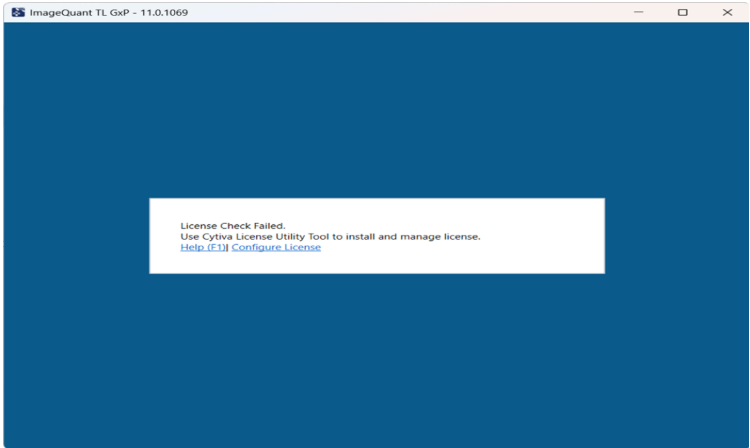 ImageQuant TL GxP - 11.0.1069
License Check Failed.
Use Cytiva License Utility Tool to install and manage license.
Help (F1)| Configure License